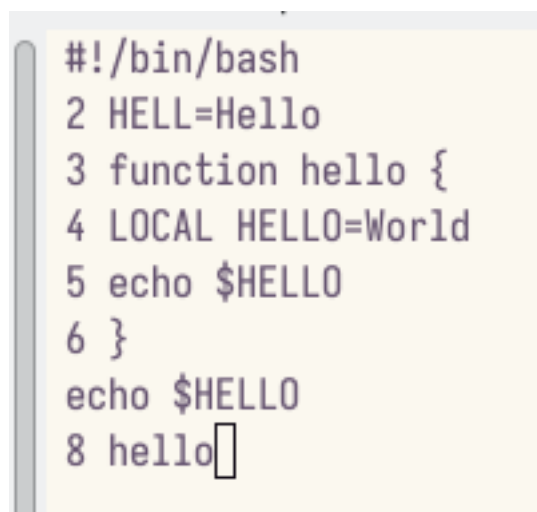 #!/bin/bash
2 HELL=Hello
3 function hello {
4 LOCAL HELLO=World
5 echo $HELLO
6 }
echo $HELLO
8 hello